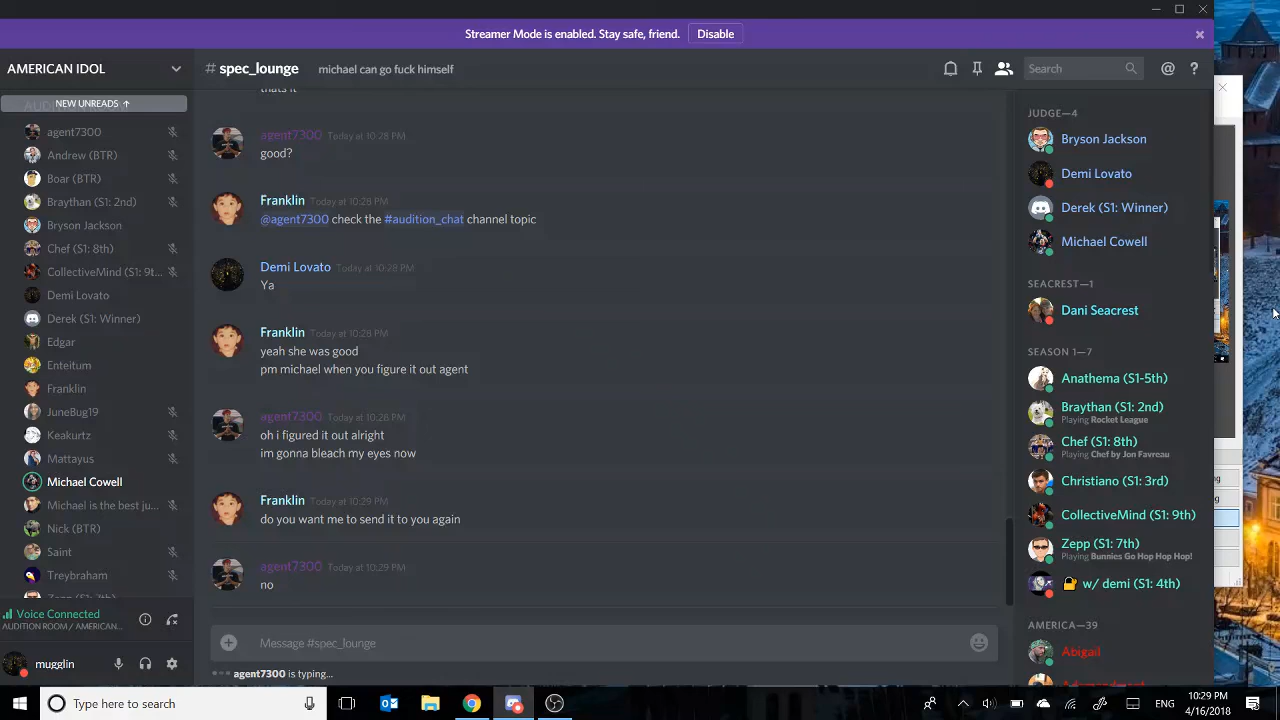 Streamer Mode is enabled. Stay safe, friend.
Disable
AMERICAN IDOL
# spec_lounge
michael can go fuck himself
Search
NEW UNREADS ↑
agent7300
Andrew (BTR)
Boar (BTR)
Braythan (S1: 2nd)
Bryson Jackson
Chef (S1: 8th)
CollectiveMind (S1: 9t...
Demi Lovato
Derek (S1: Winner)
Edgar
Enteitum
Franklin
JuneBug19
Keakurtz
Mattayus
Michael Cowell
Michael is the best ju...
Nick (BTR)
Saint
Treybraham
Zepp (S1: 7th)
Voice Connected
AUDITION ROOM / AMERICAN...
mugglin
thats it
agent7300 Today at 10:28 PM
good?
Franklin Today at 10:28 PM
@agent7300 check the #audition_chat channel topic
Demi Lovato Today at 10:28 PM
Ya
Franklin Today at 10:28 PM
yeah she was good
pm michael when you figure it out agent
agent7300 Today at 10:28 PM
oh i figured it out alright
im gonna bleach my eyes now
Franklin Today at 10:29 PM
do you want me to send it to you again
agent7300 Today at 10:29 PM
no
Message #spec_lounge
agent7300 is typing...
JUDGE—4
Bryson Jackson
Demi Lovato
Derek (S1: Winner)
Michael Cowell
SEACREST—1
Dani Seacrest
SEASON 1—7
Anathema (S1-5th)
Braythan (S1: 2nd)
Playing Rocket League
Chef (S1: 8th)
Playing Chef by Jon Favreau
Christiano (S1: 3rd)
CollectiveMind (S1: 9th)
Zepp (S1: 7th)
Playing Bunnies Go Hop Hop Hop!
w/ demi (S1: 4th)
AMERICA—39
Abigail
Type here to search
ENG
10:29 PM
4/16/2018